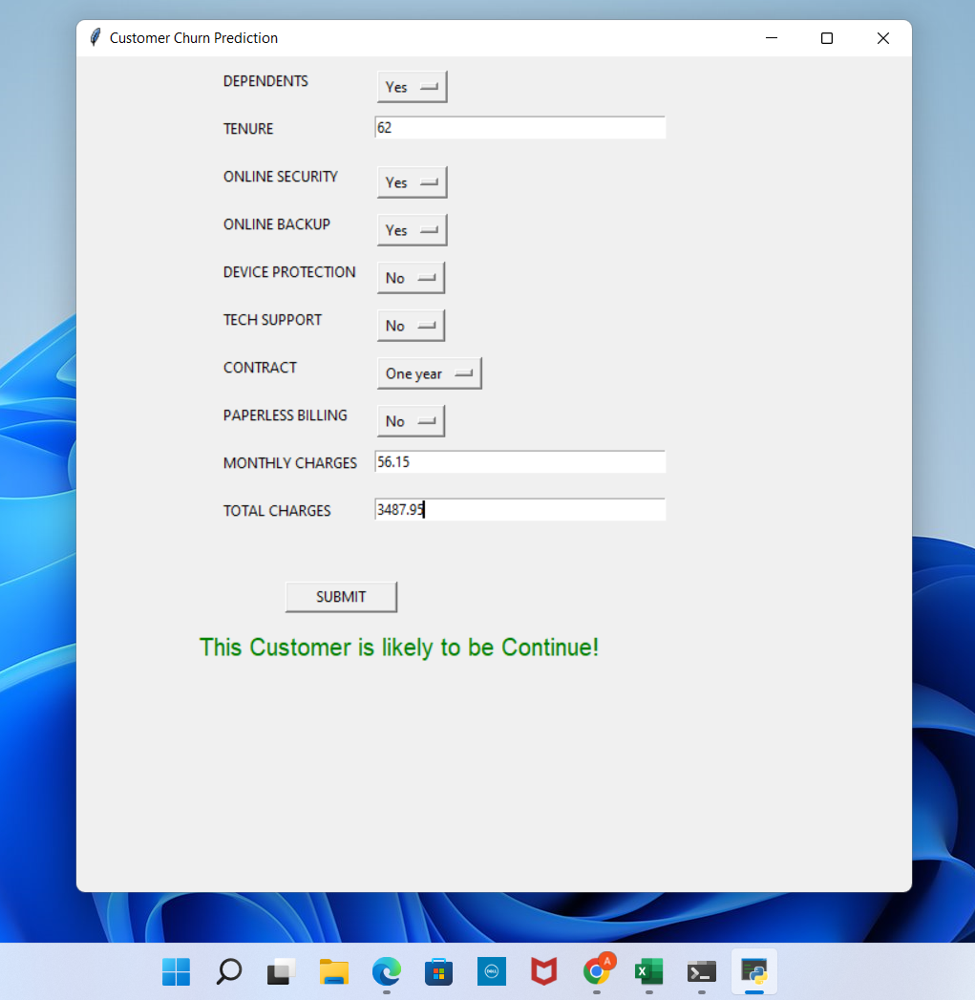 Customer Churn Prediction
DEPENDENTS Yes
TENURE 62
ONLINE SECURITY Yes
ONLINE BACKUP Yes
DEVICE PROTECTION No
TECH SUPPORT No
CONTRACT One year
PAPERLESS BILLING No
MONTHLY CHARGES 56.15
TOTAL CHARGES 3487.95
SUBMIT
This Customer is likely to be Continue!
DELL
A
X